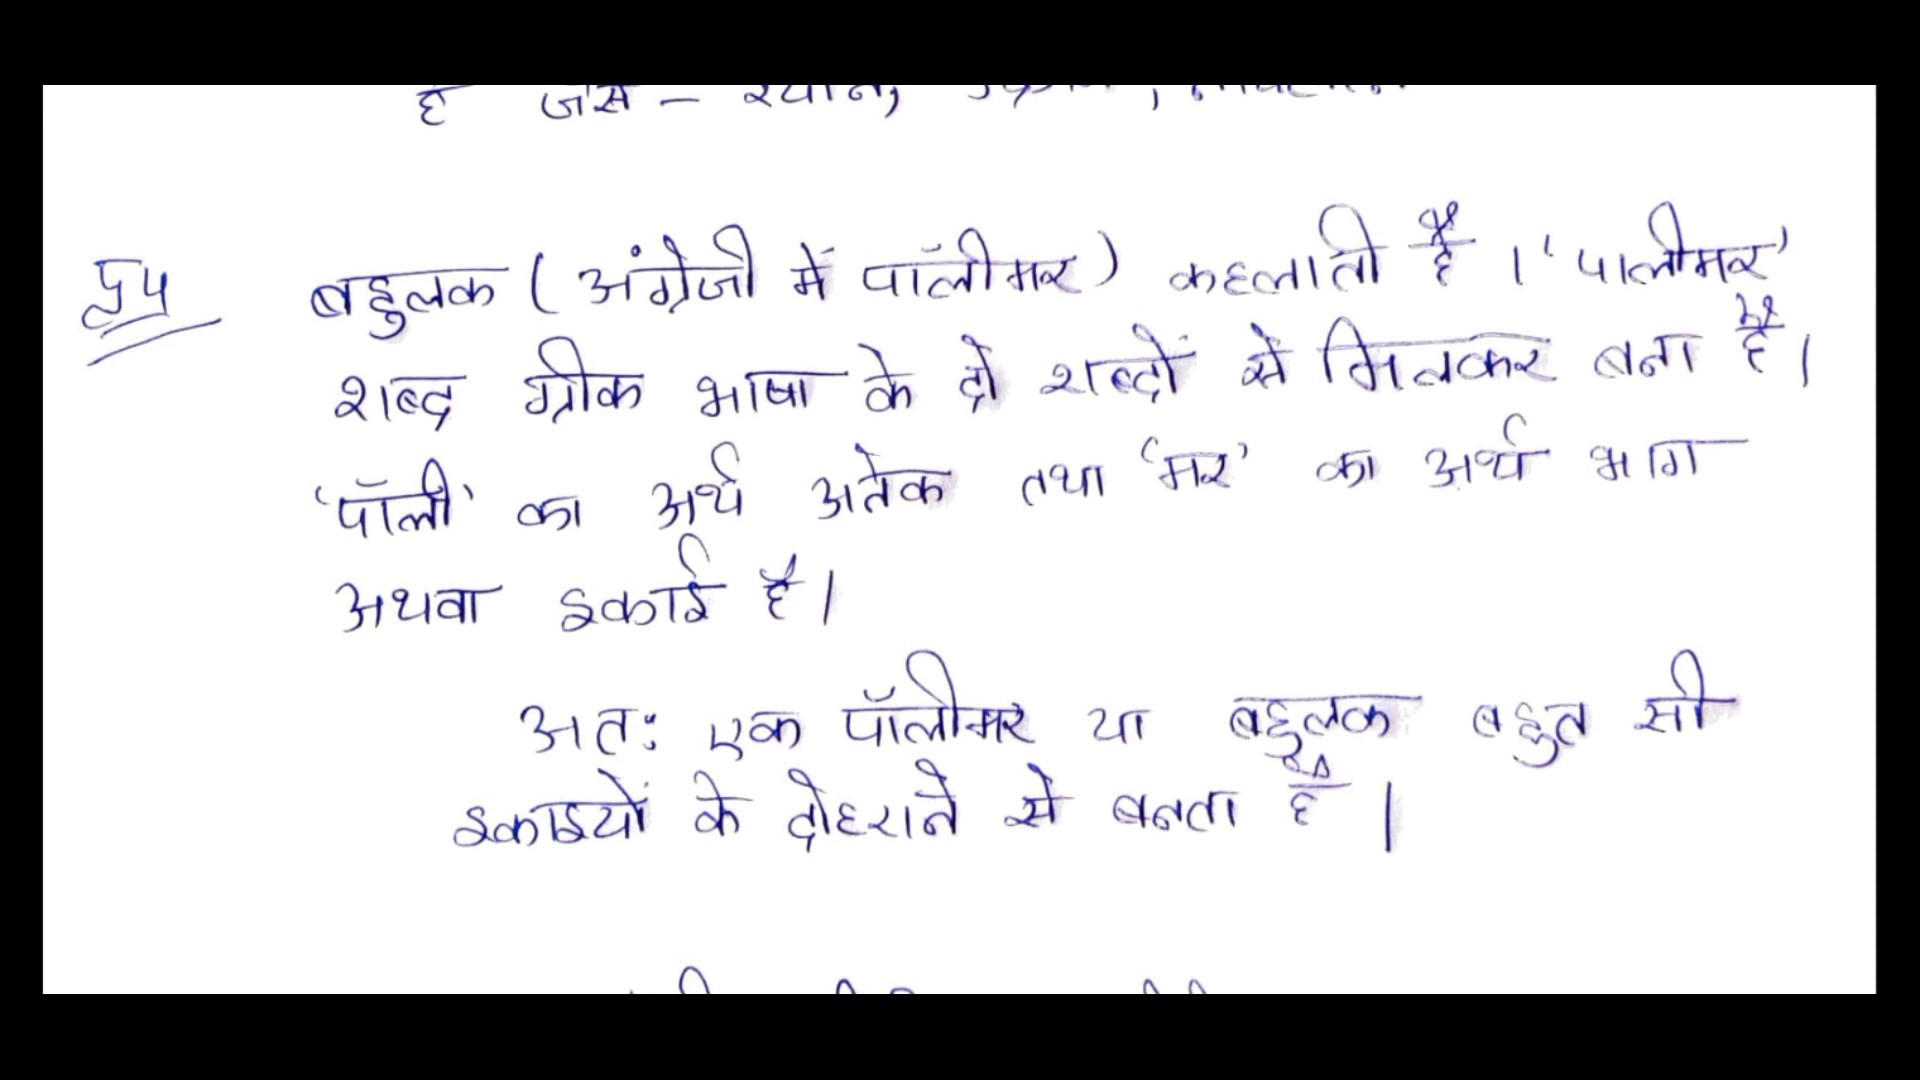 है जैसे –
54 बहुलक ( अंग्रेजी में पॉलीमर ) कहलाती है । 'पालीमर'
शब्द ग्रीक भाषा के दो शब्दों से मिलकर बना है ।
'पॉली' का अर्थ अनेक तथा 'मर' का अर्थ भाग
अथवा इकाई है ।
अतः एक पॉलीमर या बहुलक बहुत सी
इकाइयों के दोहराने से बनता है ।